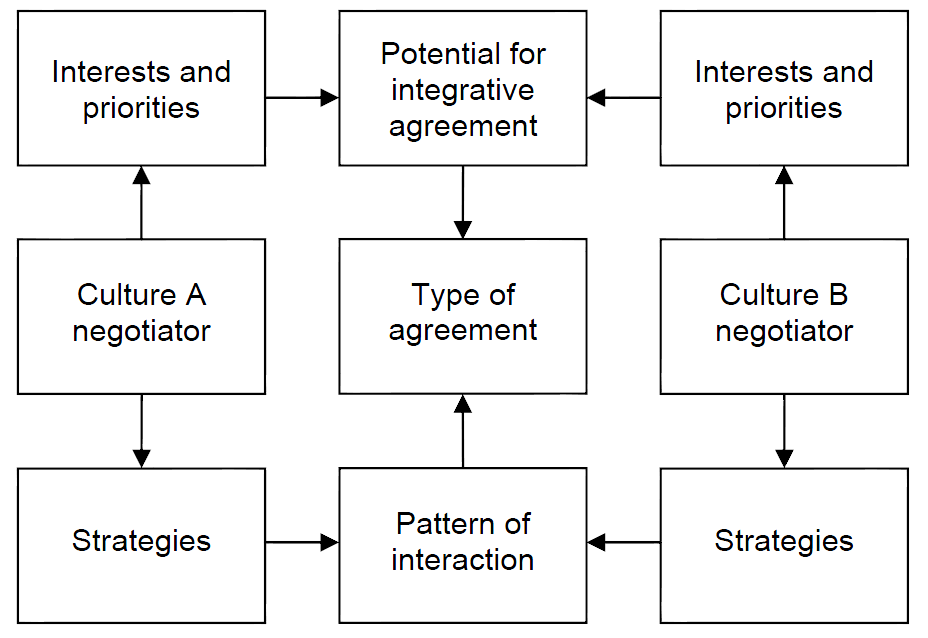 Interests and
priorities
Potential for
integrative
agreement
Interests and
priorities
Culture A
negotiator
Type of
agreement
Culture B
negotiator
Strategies
Pattern of
interaction
Strategies